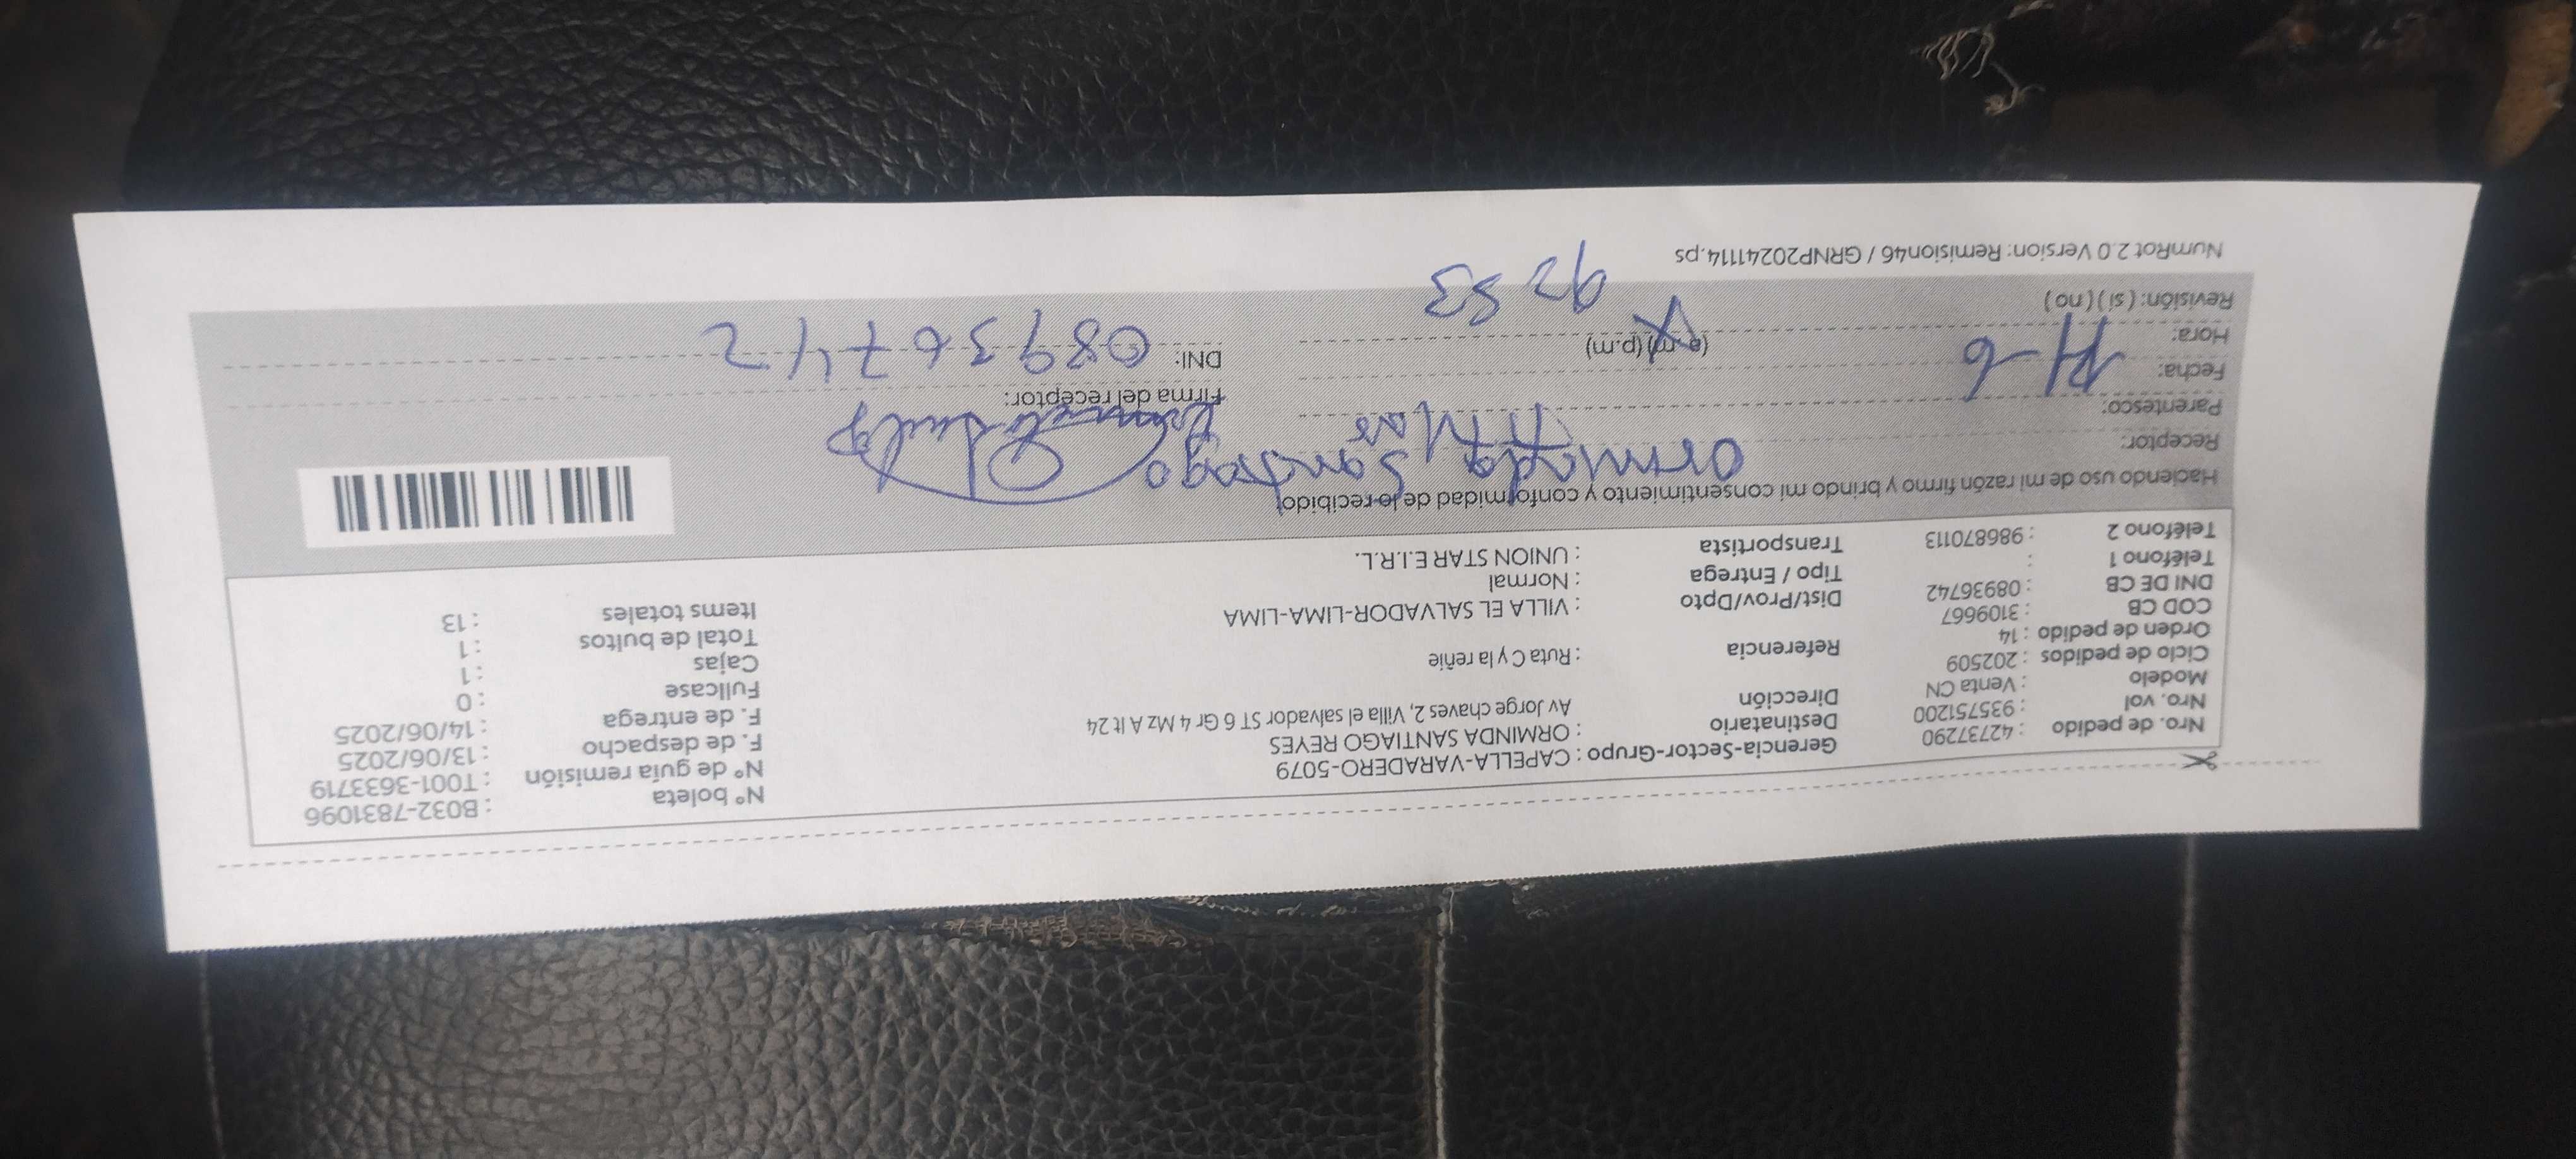 Nro. de pedido : 42737290 Gerencia-Sector-Grupo : CAPELLA-VARADERO-5079 N° boleta : B032-7831096
Nro. vol : 935751200 Destinatario : ORMINDA SANTIAGO REYES N° de guía remisión : T001-3633719
Modelo : Venta CN Dirección Av Jorge chaves 2, Villa el salvador ST 6 Gr 4 Mz A lt 24 F. de despacho : 13/06/2025
Ciclo de pedidos : 202509 F. de entrega : 14/06/2025
Orden de pedido : 14 Referencia : Ruta C y la reñie Fullcase : 0
COD CB : 3109667 Cajas : 1
DNI DE CB : 08936742 Dist/Prov/Dpto : VILLA EL SALVADOR-LIMA-LIMA Total de bultos : 1
Teléfono 1 : Tipo / Entrega : Normal Items totales : 13
Teléfono 2 : 986870113 Transportista : UNION STAR E.I.R.L.
Haciendo uso de mi razón firmo y brindo mi consentimiento y conformidad de lo recibido
Receptor: Orminda Santiago
Parentesco: Firma del receptor:
Fecha: 14-6 DNI: 08936742
Hora: (a.m) (p.m)
Revisión: ( si ) ( no ) 9253
NumRot 2.0 Version: Remision46 / GRNP20241114.ps